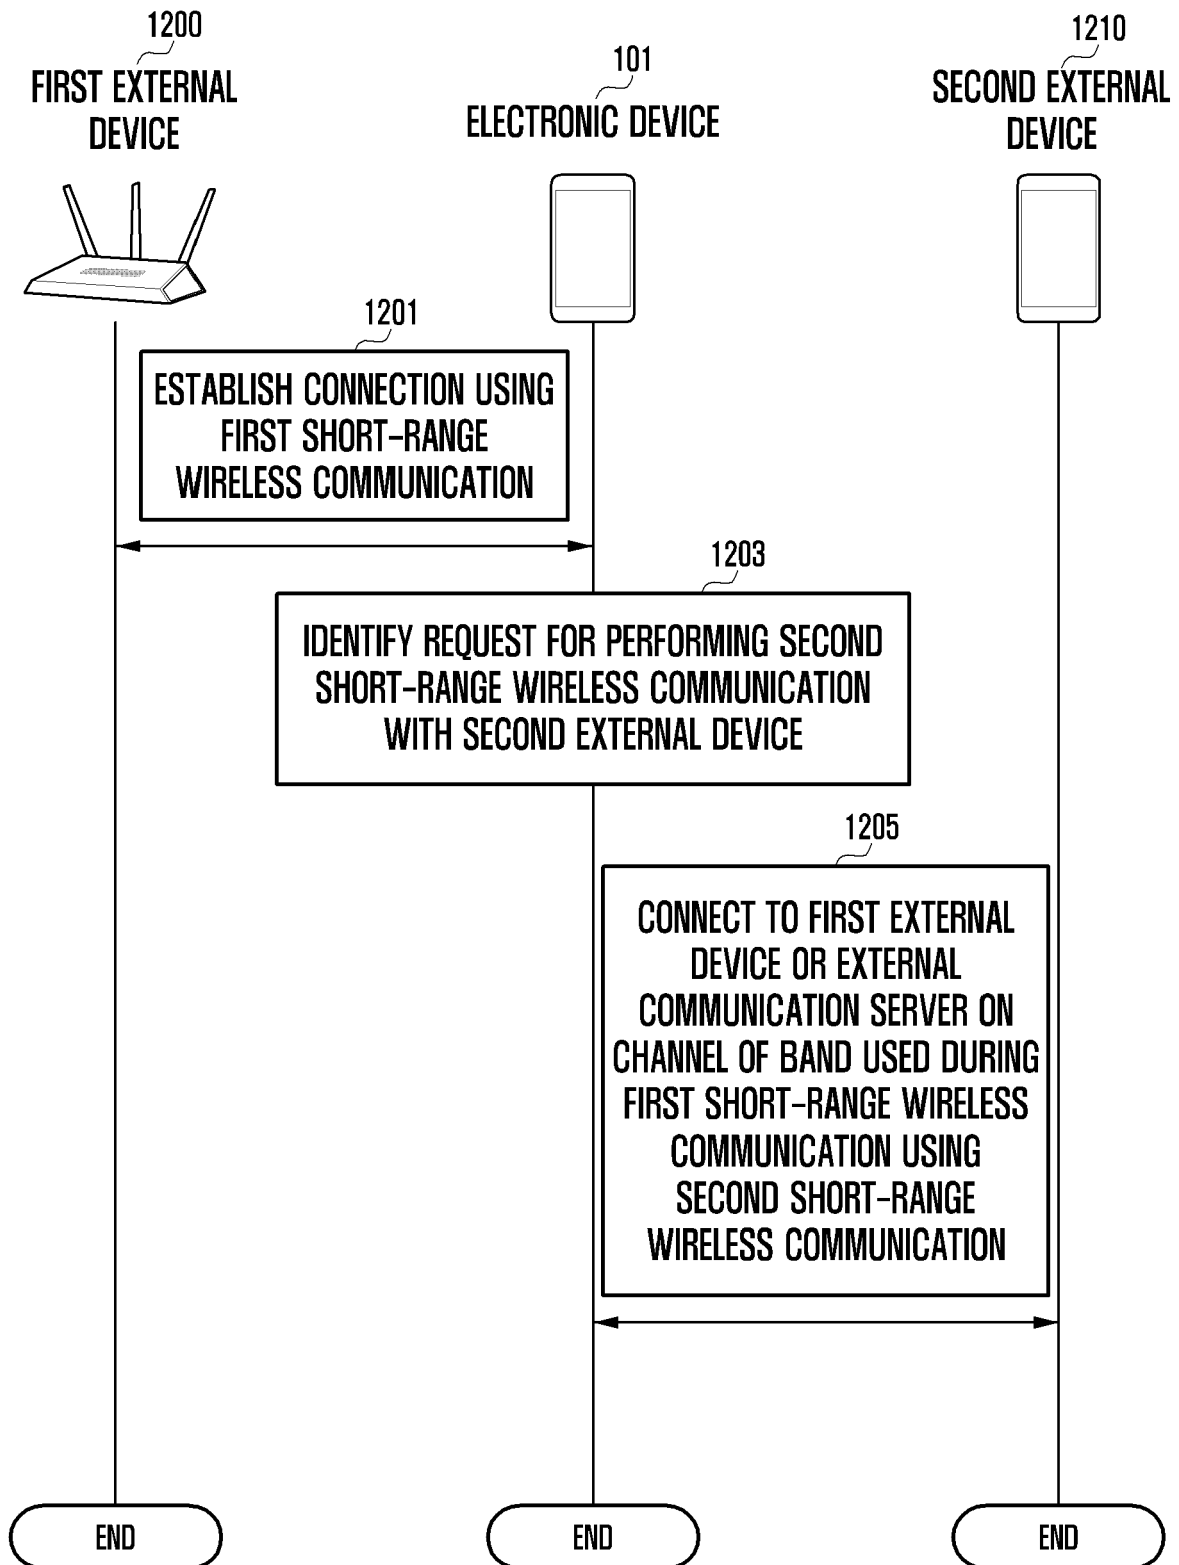 1200
FIRST EXTERNAL
DEVICE
101
ELECTRONIC DEVICE
1210
SECOND EXTERNAL
DEVICE
1201
ESTABLISH CONNECTION USING
FIRST SHORT-RANGE
WIRELESS COMMUNICATION
1203
IDENTIFY REQUEST FOR PERFORMING SECOND
SHORT-RANGE WIRELESS COMMUNICATION
WITH SECOND EXTERNAL DEVICE
1205
CONNECT TO FIRST EXTERNAL
DEVICE OR EXTERNAL
COMMUNICATION SERVER ON
CHANNEL OF BAND USED DURING
FIRST SHORT-RANGE WIRELESS
COMMUNICATION USING
SECOND SHORT-RANGE
WIRELESS COMMUNICATION
END
END
END